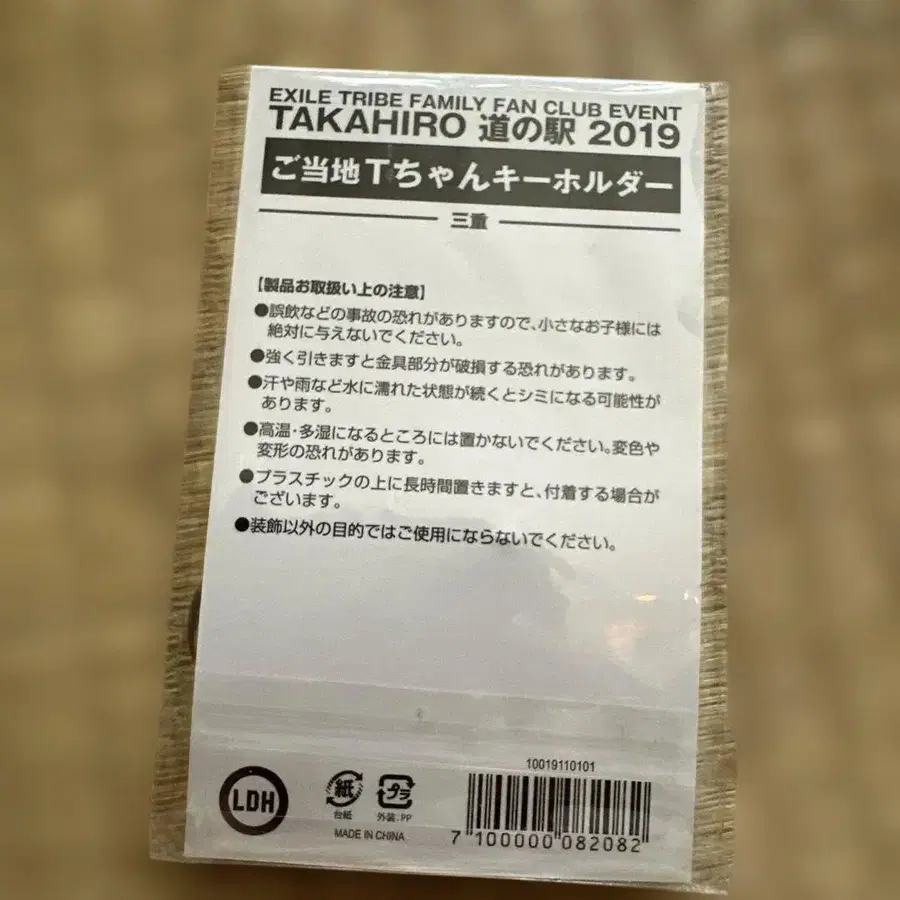 EXILE TRIBE FAMILY FAN CLUB EVENT
TAKAHIRO 道の駅 2019
ご当地Tちゃんキーホルダー
三重
【製品お取扱い上の注意】
●誤飲などの事故の恐れがありますので、小さなお子様には
絶対に与えないでください。
●強く引きますと金具部分が破損する恐れがあります。
●汗や雨など水に濡れた状態が続くとシミになる可能性が
あります。
●高温・多湿になるところには置かないでください。変色や
変形の恐れがあります。
●プラスチックの上に長時間置きますと、付着する場合が
ございます。
●装飾以外の目的ではご使用にならないでください。
10019110101
LDH
紙
台紙
プラ
外装:PP
MADE IN CHINA
7 100000 082082